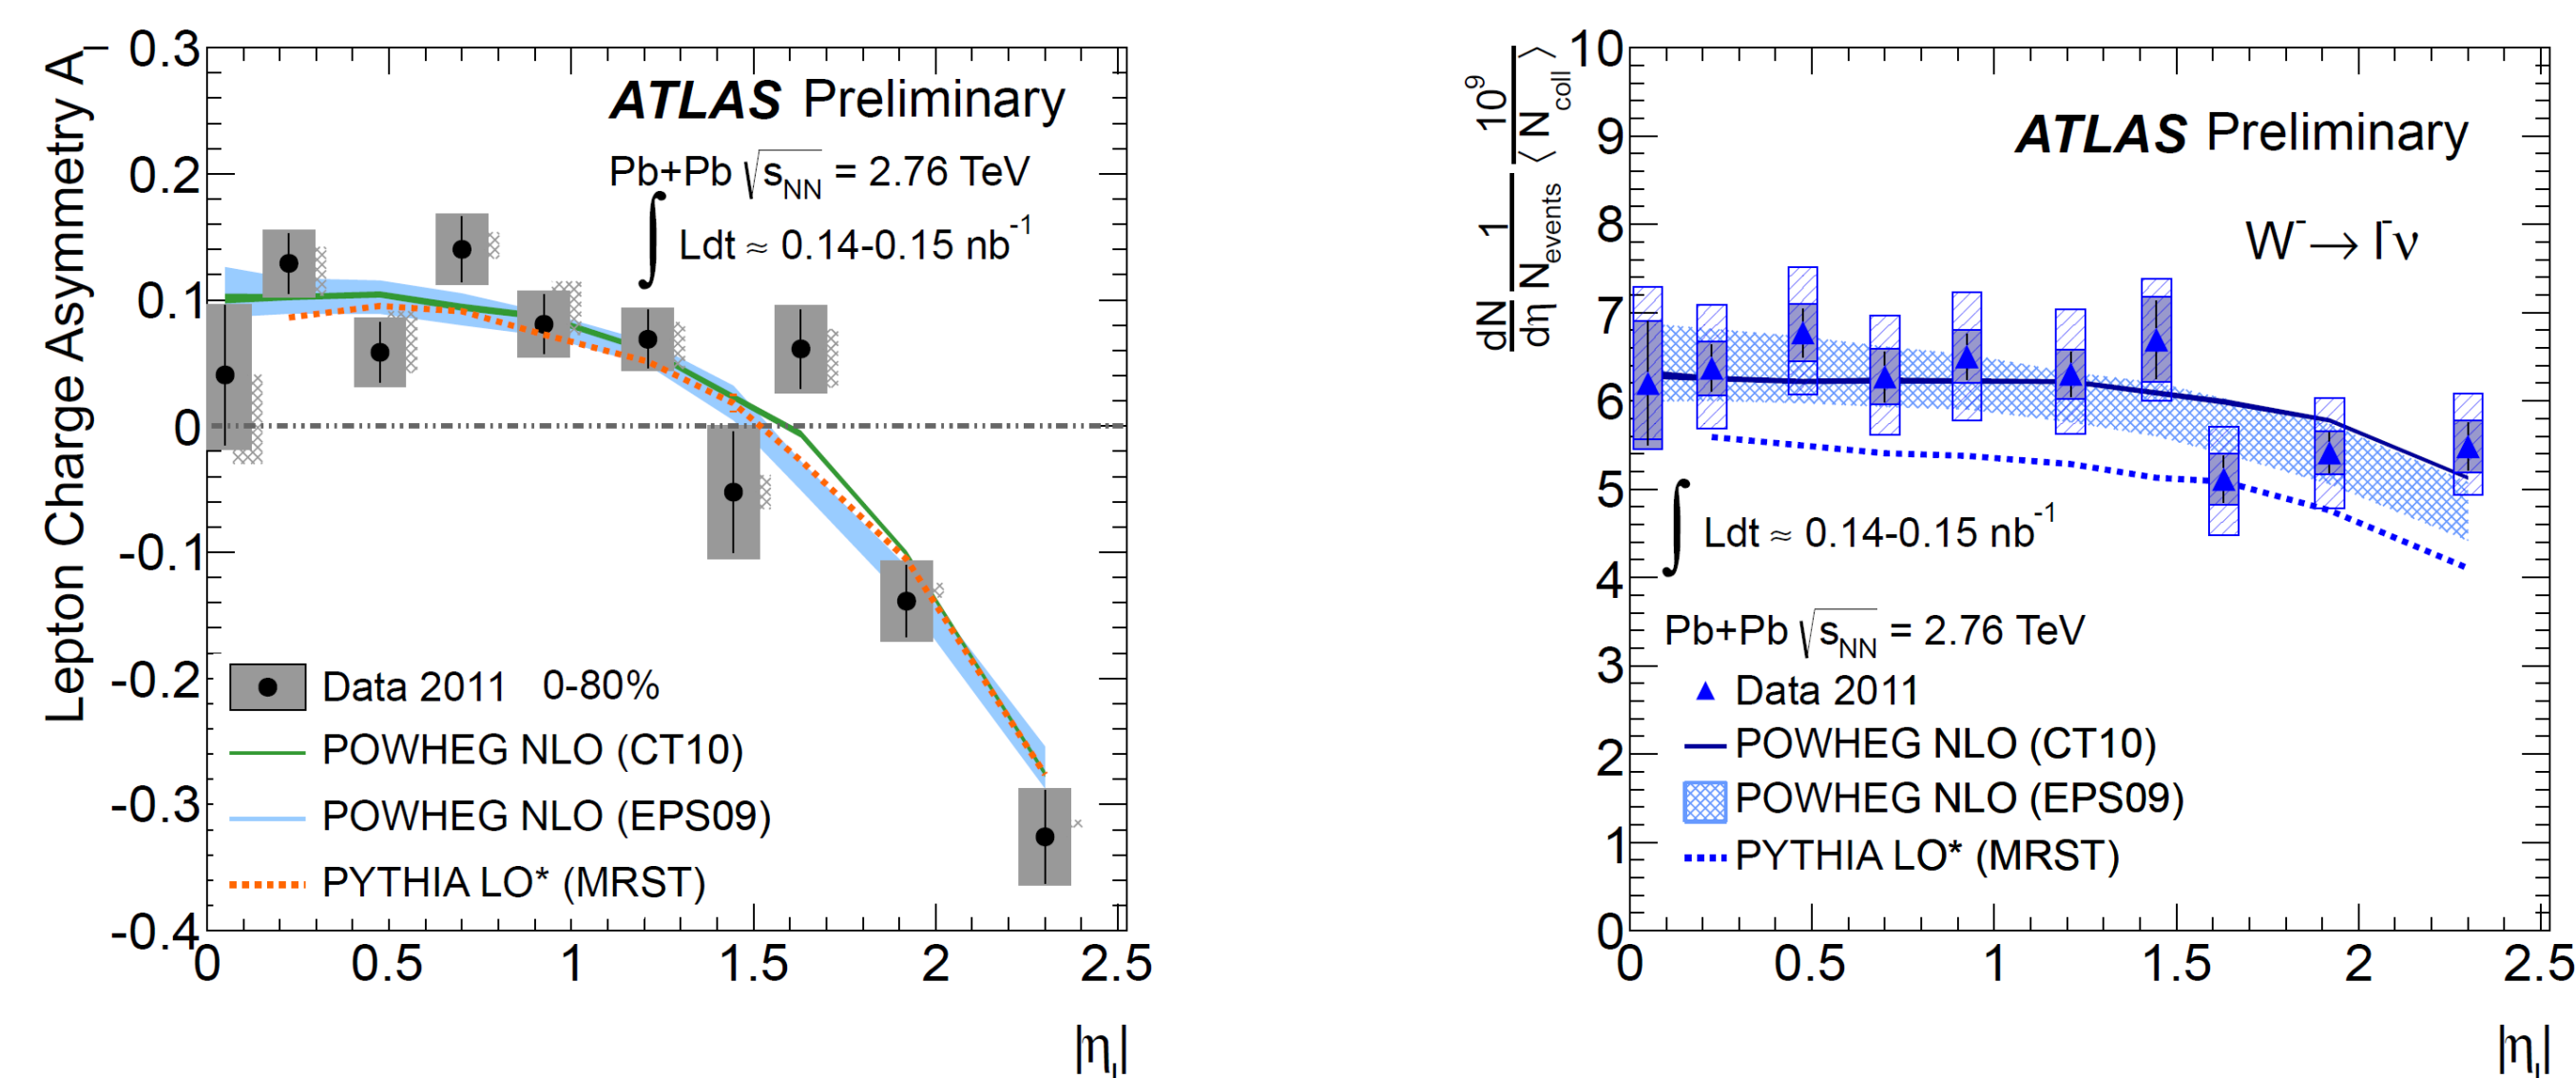 Lepton Charge Asymmetry A_l
0.3
0.2
0.1
0
-0.1
-0.2
-0.3
-0.4
ATLAS Preliminary
Pb+Pb √s_NN = 2.76 TeV
∫ Ldt ≈ 0.14-0.15 nb^-1
Data 2011 0-80%
POWHEG NLO (CT10)
POWHEG NLO (EPS09)
PYTHIA LO* (MRST)
0 0.5 1 1.5 2 2.5
|η_l|
dN/dη 1/N_events 10^9/⟨N_coll⟩
10
9
8
7
6
5
4
3
2
1
0
ATLAS Preliminary
W^- → l^- ν
∫ Ldt ≈ 0.14-0.15 nb^-1
Pb+Pb √s_NN = 2.76 TeV
Data 2011
POWHEG NLO (CT10)
POWHEG NLO (EPS09)
PYTHIA LO* (MRST)
0 0.5 1 1.5 2 2.5
|η_l|